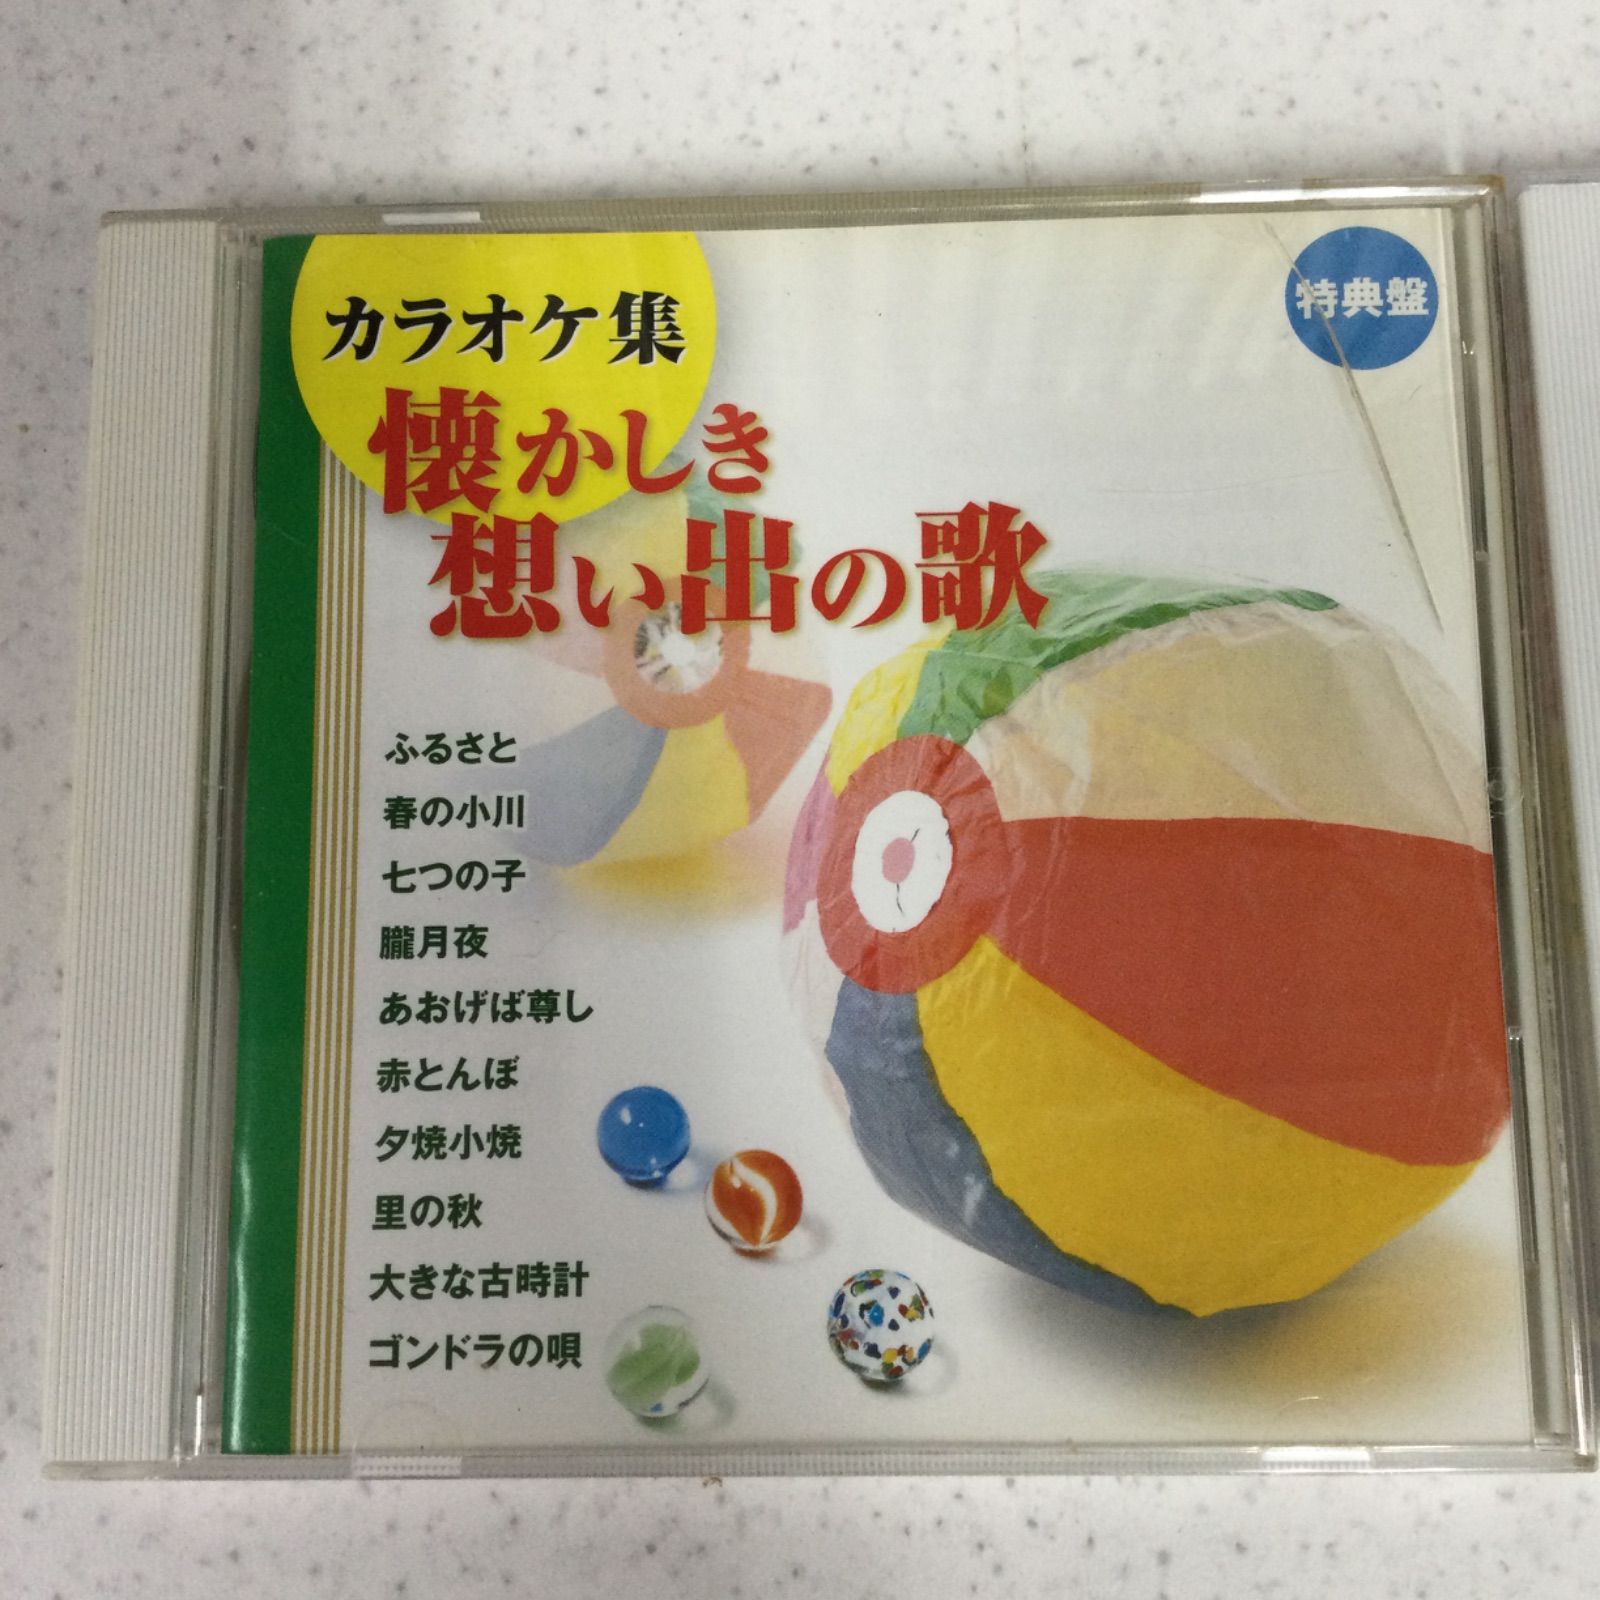 カラオケ集
懐かしき
想い出の歌
特典盤
ふるさと
春の小川
七つの子
朧月夜
あおげば尊し
赤とんぼ
夕焼小焼
里の秋
大きな古時計
ゴンドラの唄